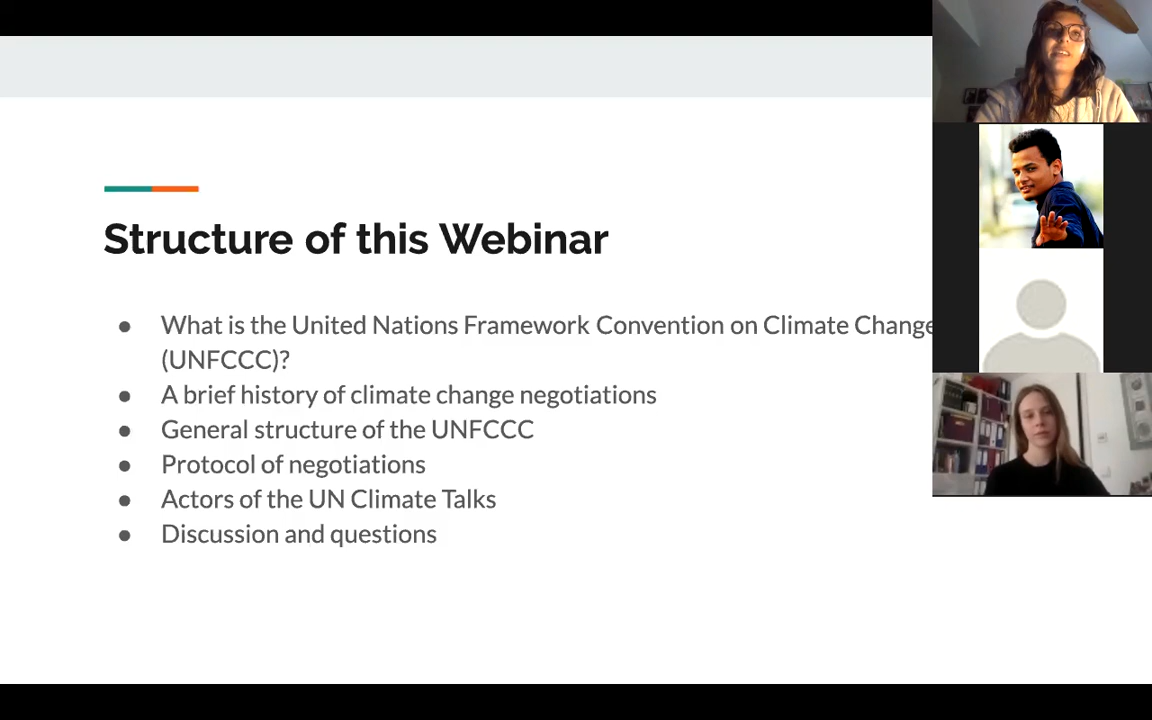 Structure of this Webinar
● What is the United Nations Framework Convention on Climate Change
(UNFCCC)?
● A brief history of climate change negotiations
● General structure of the UNFCCC
● Protocol of negotiations
● Actors of the UN Climate Talks
● Discussion and questions